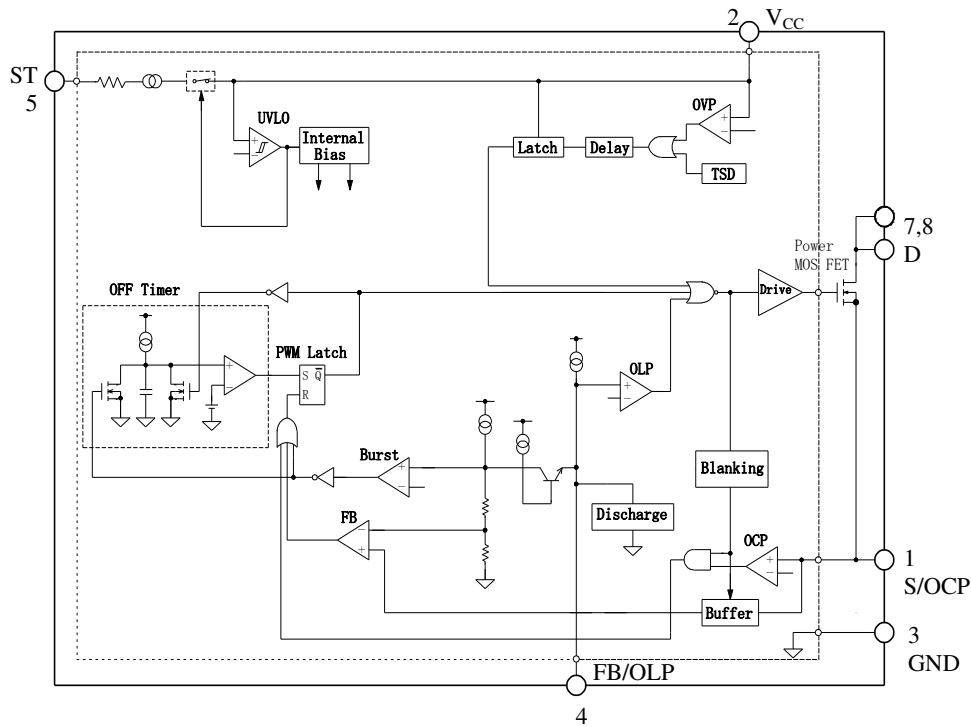 2 VCC
ST
5
OVP
UVLO
Internal
Bias
Latch
Delay
TSD
7,8
D
Power
MOS FET
OFF Timer
Drive
PWM Latch
S Q̅
R
OLP
Burst
Blanking
FB
Discharge
OCP
1
S/OCP
Buffer
3
GND
FB/OLP
4